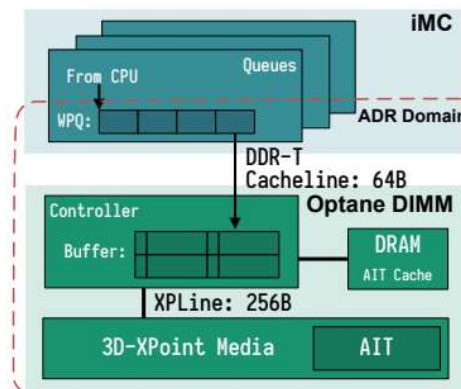 iMC
Queues
From CPU
ADR Domain
WPQ:
DDR-T
Cacheline: 64B
Optane DIMM
Controller
Buffer:
DRAM
AIT Cache
XPLine: 256B
3D-XPoint Media
AIT